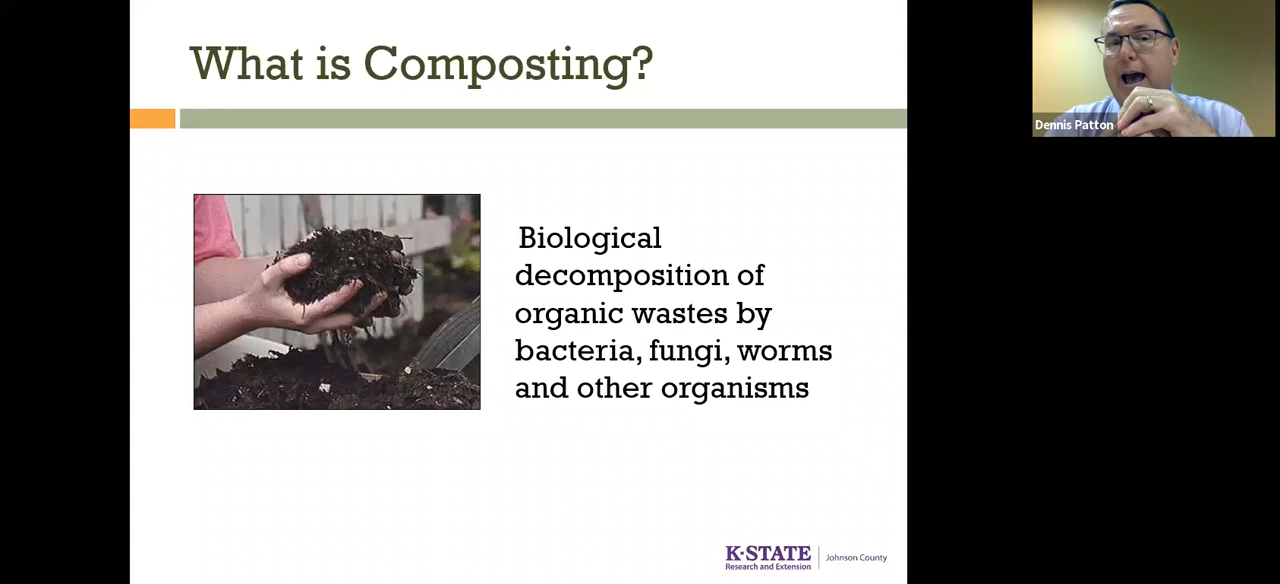 What is Composting?
Dennis Patton
Biological
decomposition of
organic wastes by
bacteria, fungi, worms
and other organisms
K-STATE
Research and Extension
Johnson County